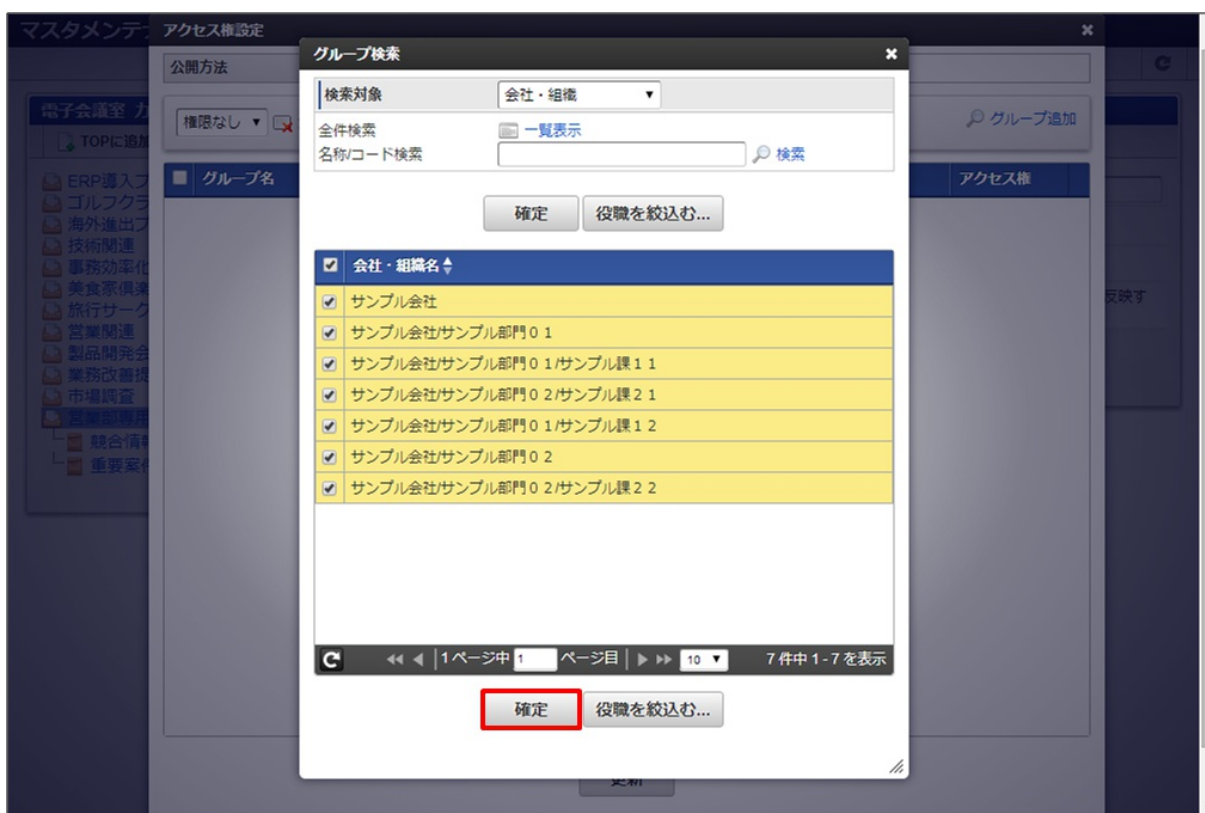 マスタメンテ
アクセス権設定
グループ検索
公開方法
検索対象
会社・組織
電子会議室
権限なし
全件検索
一覧表示
グループ追加
TOPに追加
名称/コード検索
検索
ERP導入プ
グループ名
アクセス権
ゴルフクラ
確定
役職を絞込む...
海外進出プ
技術関連
会社・組織名
事務効率化
美食家倶楽
サンプル会社
反映す
旅行サーク
営業関連
サンプル会社/サンプル部門０１
製品開発会
サンプル会社/サンプル部門０１/サンプル課１１
業務改善提
市場調査
サンプル会社/サンプル部門０２/サンプル課２１
営業部専用
サンプル会社/サンプル部門０１/サンプル課１２
競合情報
サンプル会社/サンプル部門０２
重要案件
サンプル会社/サンプル部門０２/サンプル課２２
1ページ中 1 ページ目 10 7 件中 1 - 7 を表示
確定
役職を絞込む...
更新